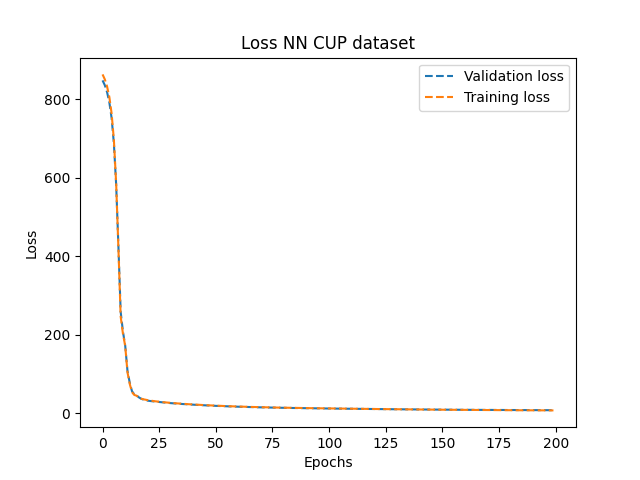 Loss NN CUP dataset
Validation loss
Training loss
800
600
400
200
0
Loss
0 25 50 75 100 125 150 175 200
Epochs